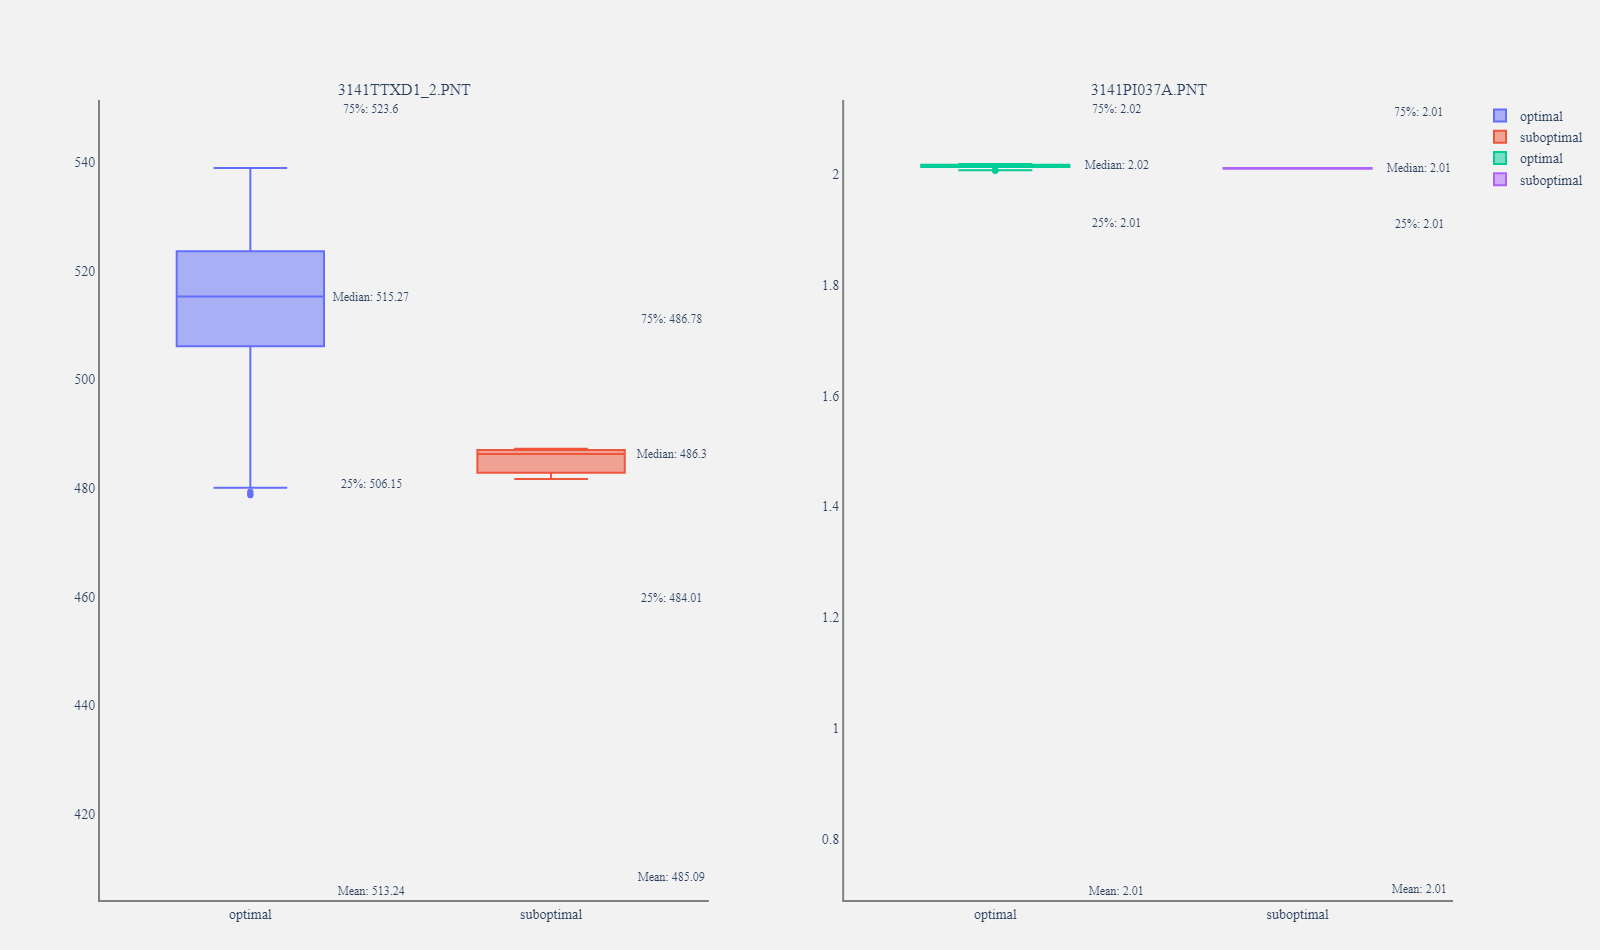 3141TTXD1_2.PNT
75%: 523.6
540
520
500
480
460
440
420
Median: 515.27
25%: 506.15
Mean: 513.24
75%: 486.78
Median: 486.3
25%: 484.01
Mean: 485.09
optimal
suboptimal
3141PI037A.PNT
75%: 2.02
2
1.8
1.6
1.4
1.2
1
0.8
Median: 2.02
25%: 2.01
Mean: 2.01
75%: 2.01
Median: 2.01
25%: 2.01
Mean: 2.01
optimal
suboptimal
optimal
suboptimal
optimal
suboptimal